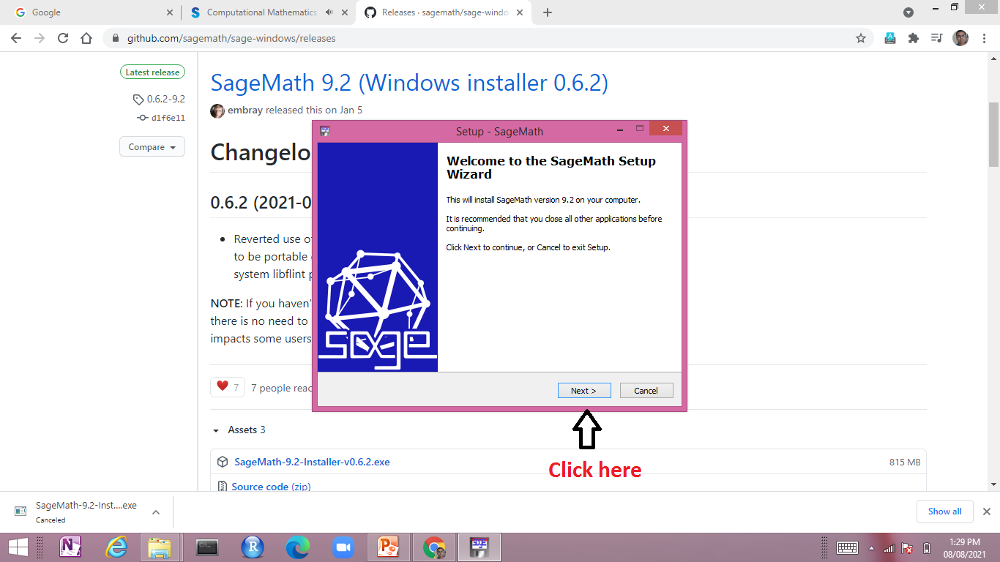 Google
Computational Mathematics
Releases · sagemath/sage-windo
github.com/sagemath/sage-windows/releases
Latest release
0.6.2-9.2
d1f6e11
Compare
SageMath 9.2 (Windows installer 0.6.2)
embray released this on Jan 5
Changelo
0.6.2 (2021-0
Reverted use of
to be portable
system libflint p
NOTE: If you haven'
there is no need to
impacts some users
7
7 people reac
Assets 3
SageMath-9.2-Installer-v0.6.2.exe
815 MB
Source code (zip)
Setup - SageMath
Welcome to the SageMath Setup
Wizard
This will install SageMath version 9.2 on your computer.
It is recommended that you close all other applications before
continuing.
Click Next to continue, or Cancel to exit Setup.
sage
Next >
Cancel
Click here
SageMath-9.2-Inst....exe
Canceled
Show all
1:29 PM
08/08/2021